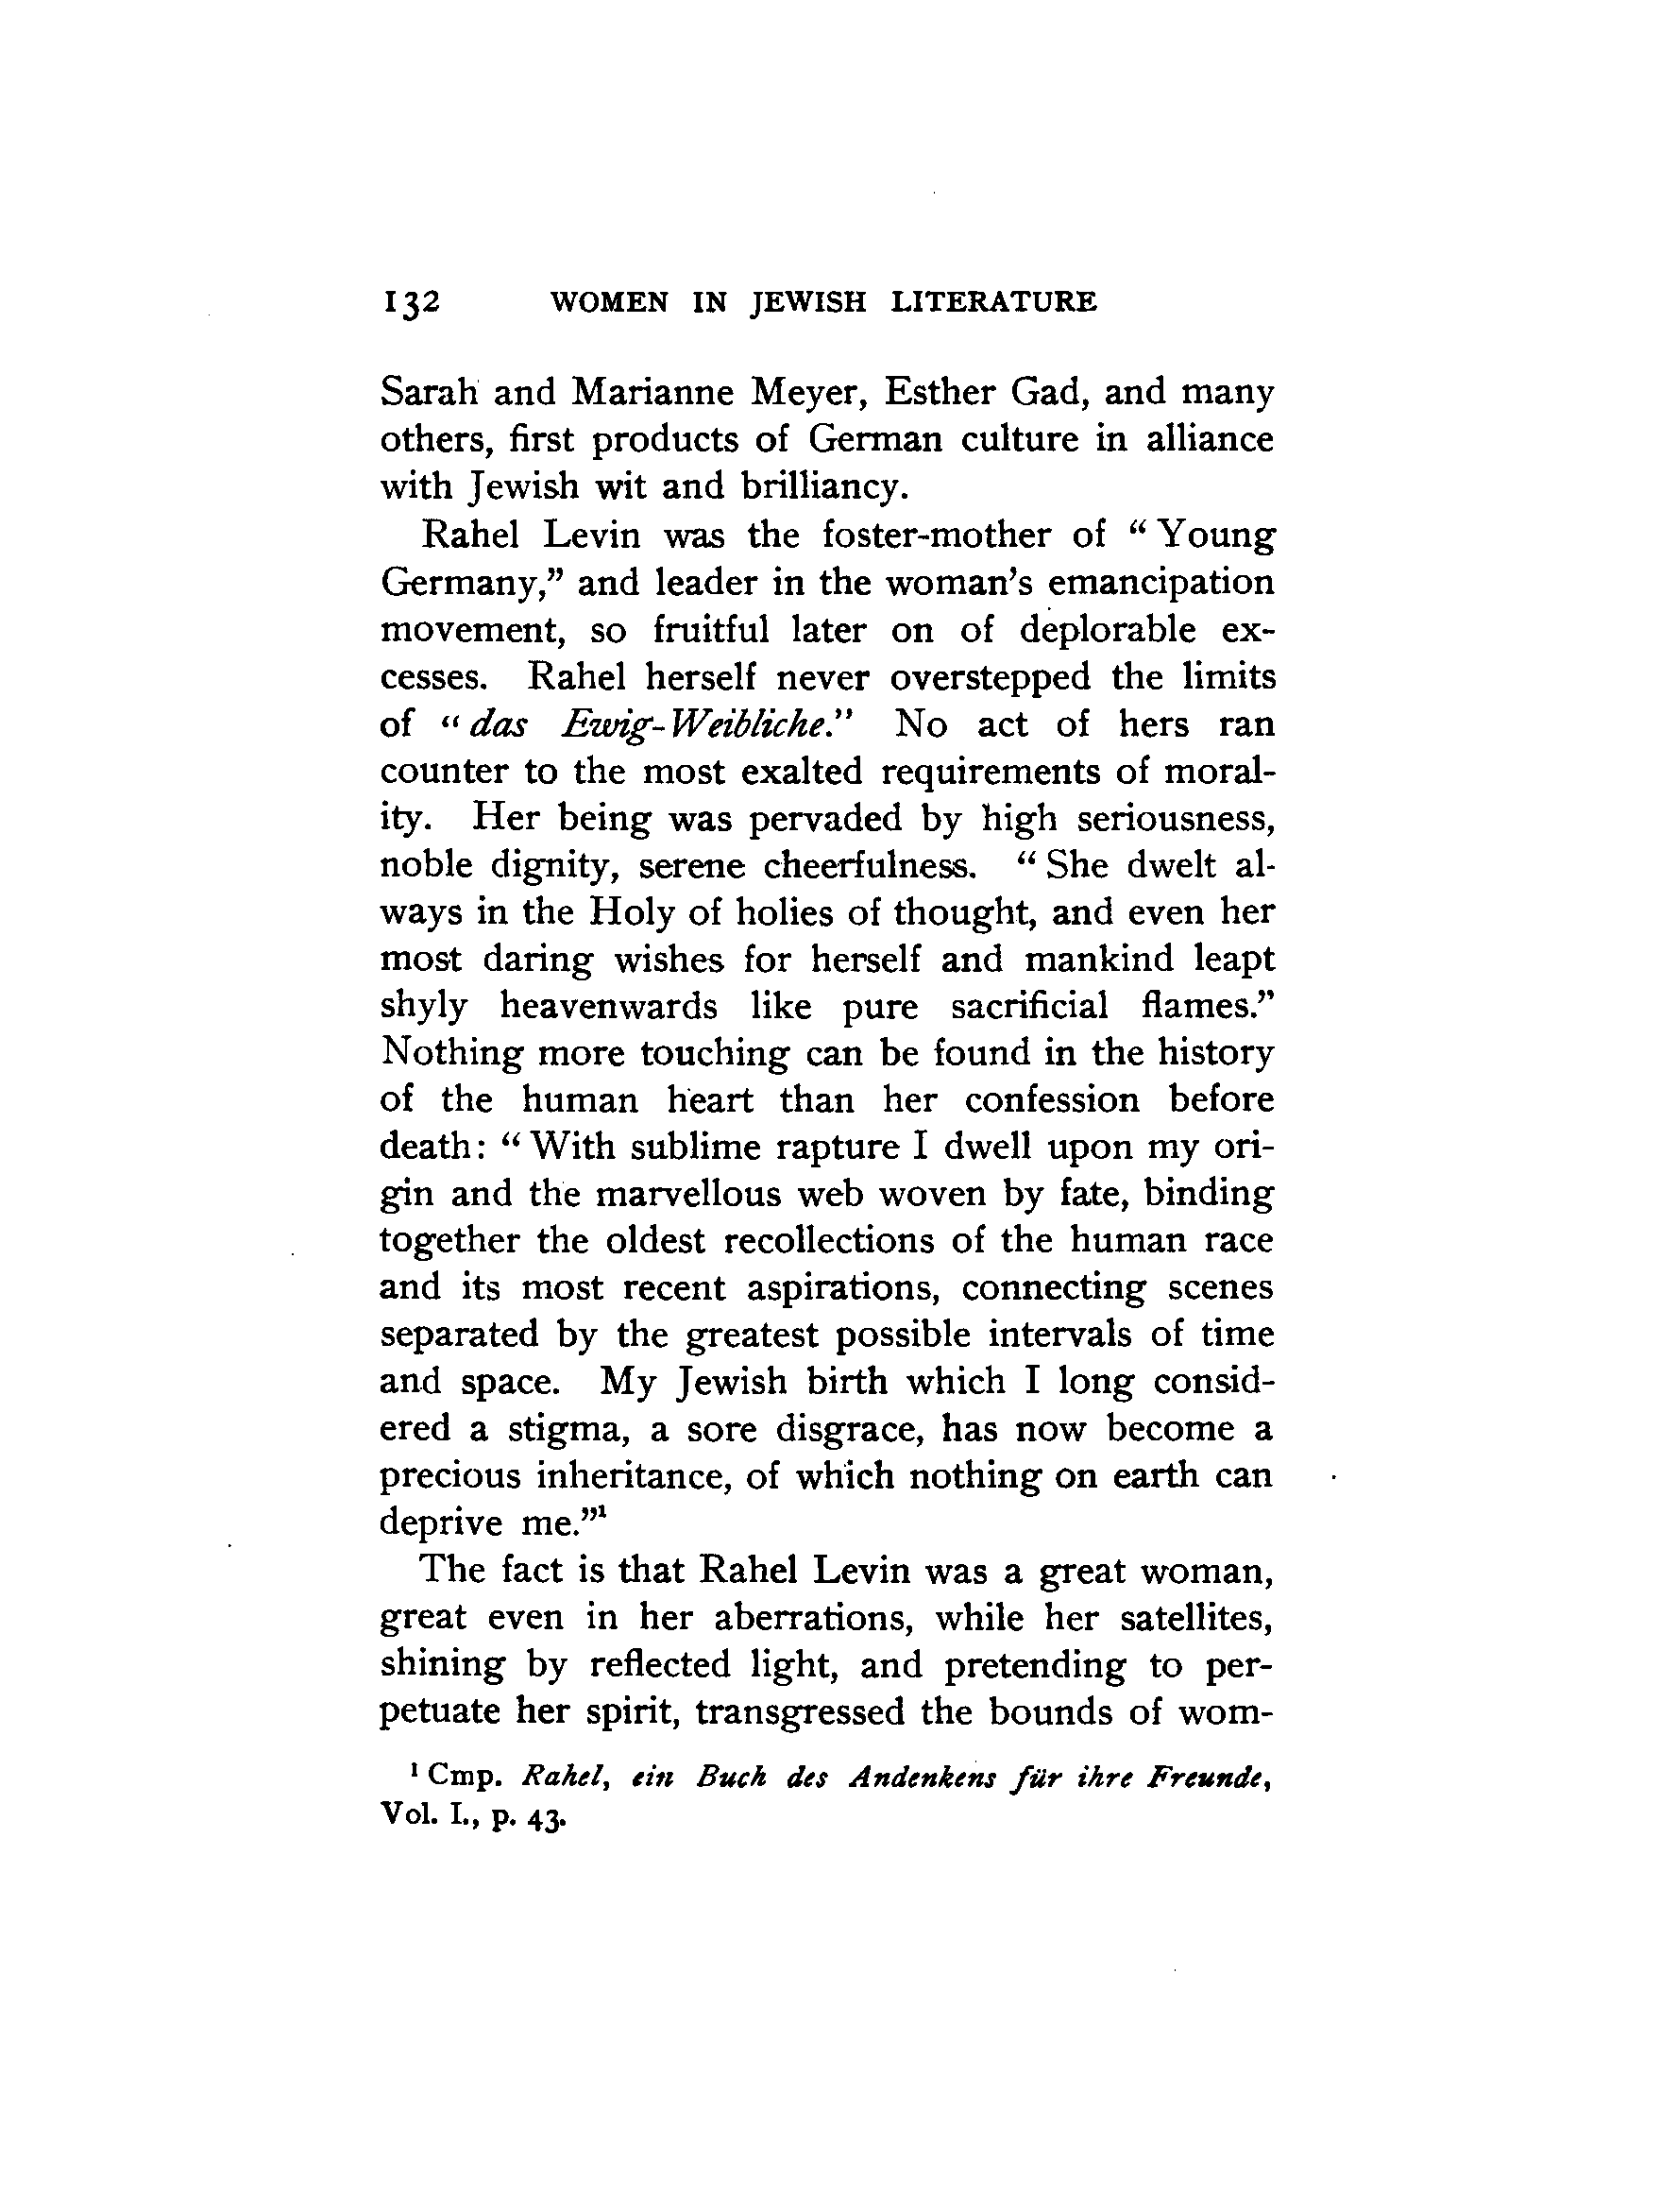 132 WOMEN IN JEWISH LITERATURE
Sarah and Marianne Meyer, Esther Gad, and many
others, first products of German culture in alliance
with Jewish wit and brilliancy.
Rahel Levin was the foster-mother of “ Young
Germany,” and leader in the woman’s emancipation
movement, so fruitful later on of deplorable ex-
cesses. Rahel herself never overstepped the limits
of “ das Ewig-Weibliche.” No act of hers ran
counter to the most exalted requirements of moral-
ity. Her being was pervaded by high seriousness,
noble dignity, serene cheerfulness. “ She dwelt al-
ways in the Holy of holies of thought, and even her
most daring wishes for herself and mankind leapt
shyly heavenwards like pure sacrificial flames.”
Nothing more touching can be found in the history
of the human heart than her confession before
death: “ With sublime rapture I dwell upon my ori-
gin and the marvellous web woven by fate, binding
together the oldest recollections of the human race
and its most recent aspirations, connecting scenes
separated by the greatest possible intervals of time
and space. My Jewish birth which I long consid-
ered a stigma, a sore disgrace, has now become a
precious inheritance, of which nothing on earth can
deprive me.”¹
The fact is that Rahel Levin was a great woman,
great even in her aberrations, while her satellites,
shining by reflected light, and pretending to per-
petuate her spirit, transgressed the bounds of wom-
¹ Cmp. Rahel, ein Buch des Andenkens für ihre Freunde,
Vol. I., p. 43.